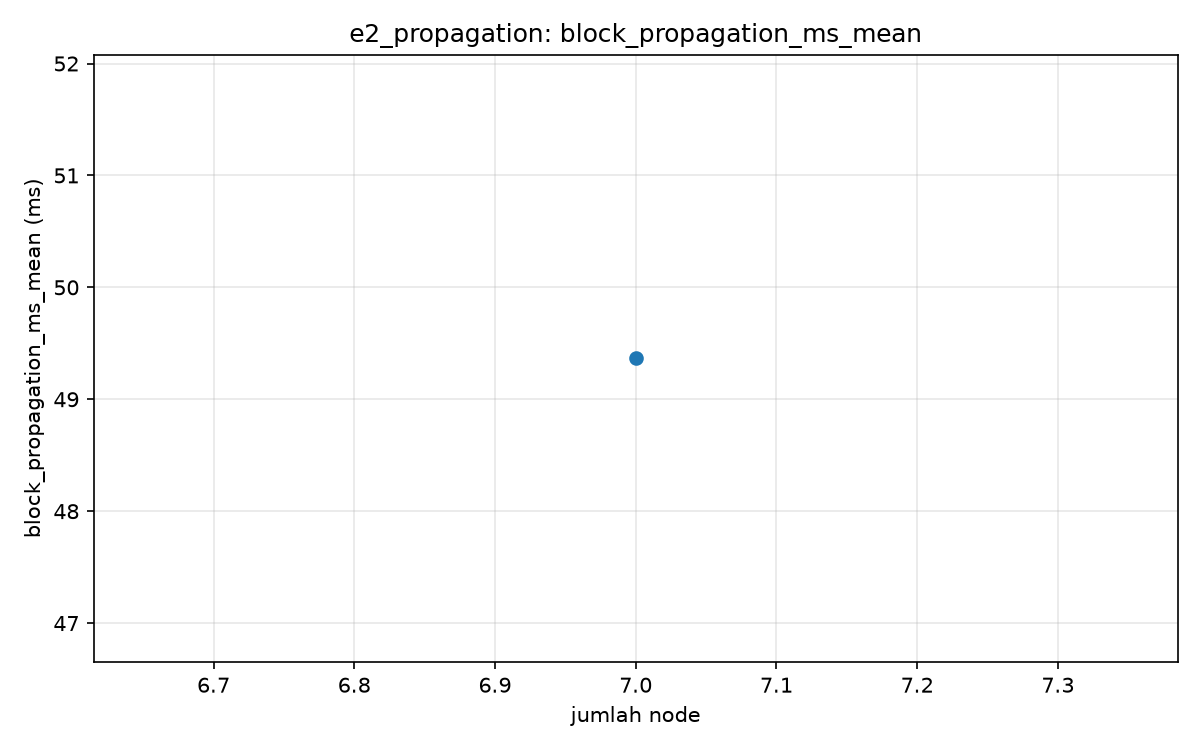 e2_propagation: block_propagation_ms_mean
block_propagation_ms_mean (ms)
52
51
50
49
48
47
6.7 6.8 6.9 7.0 7.1 7.2 7.3
jumlah node